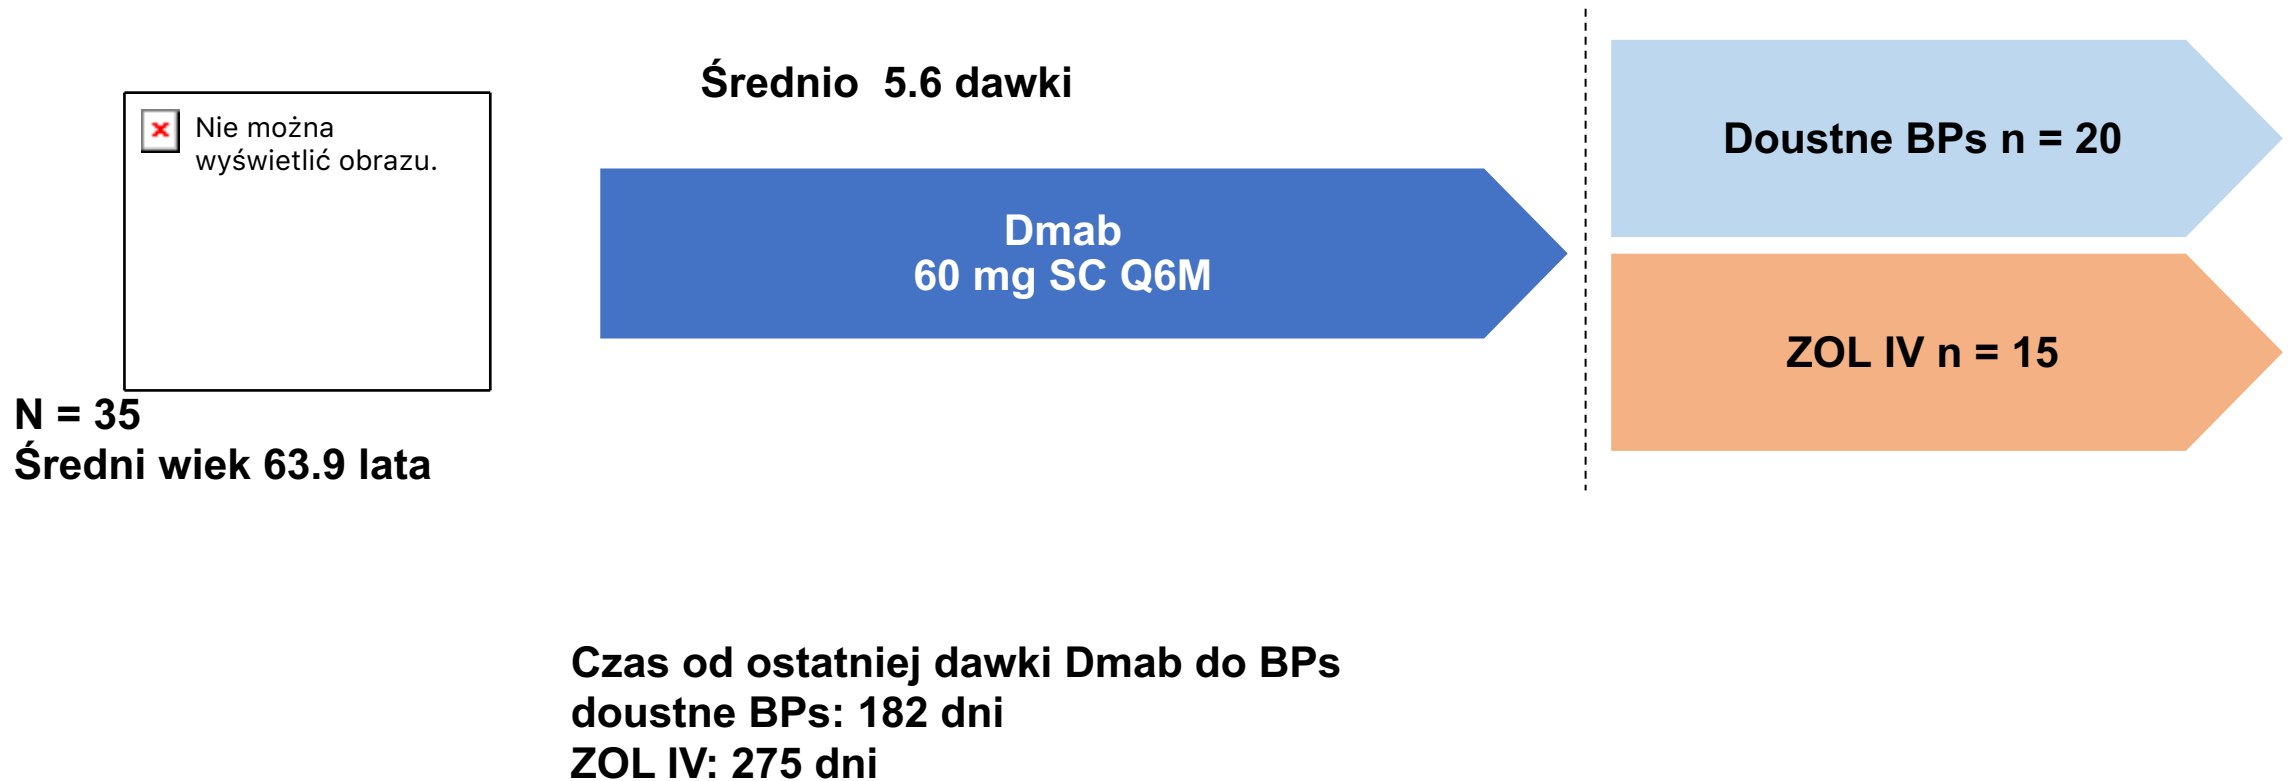 Nie można
wyświetlić obrazu.
N = 35
Średni wiek 63.9 lata
Średnio  5.6 dawki
Dmab
60 mg SC Q6M
Doustne BPs n = 20
ZOL IV n = 15
Czas od ostatniej dawki Dmab do BPs
doustne BPs: 182 dni
ZOL IV: 275 dni